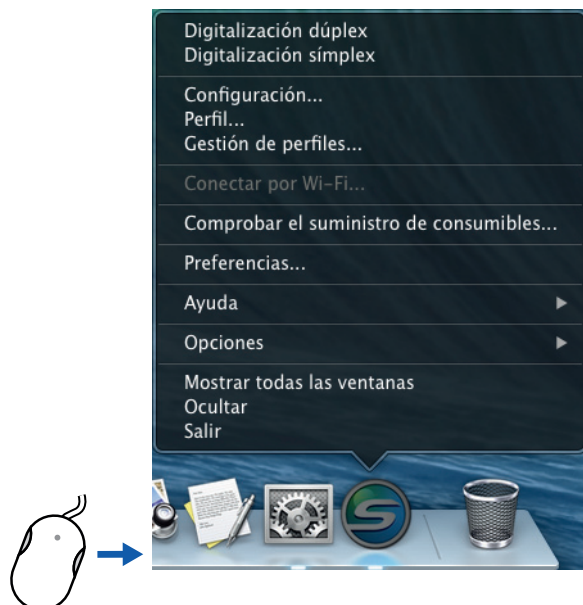 Digitalización dúplex
Digitalización símplex
Configuración...
Perfil...
Gestión de perfiles...
Conectar por Wi-Fi...
Comprobar el suministro de consumibles...
Preferencias...
Ayuda
Opciones
Mostrar todas las ventanas
Ocultar
Salir
S